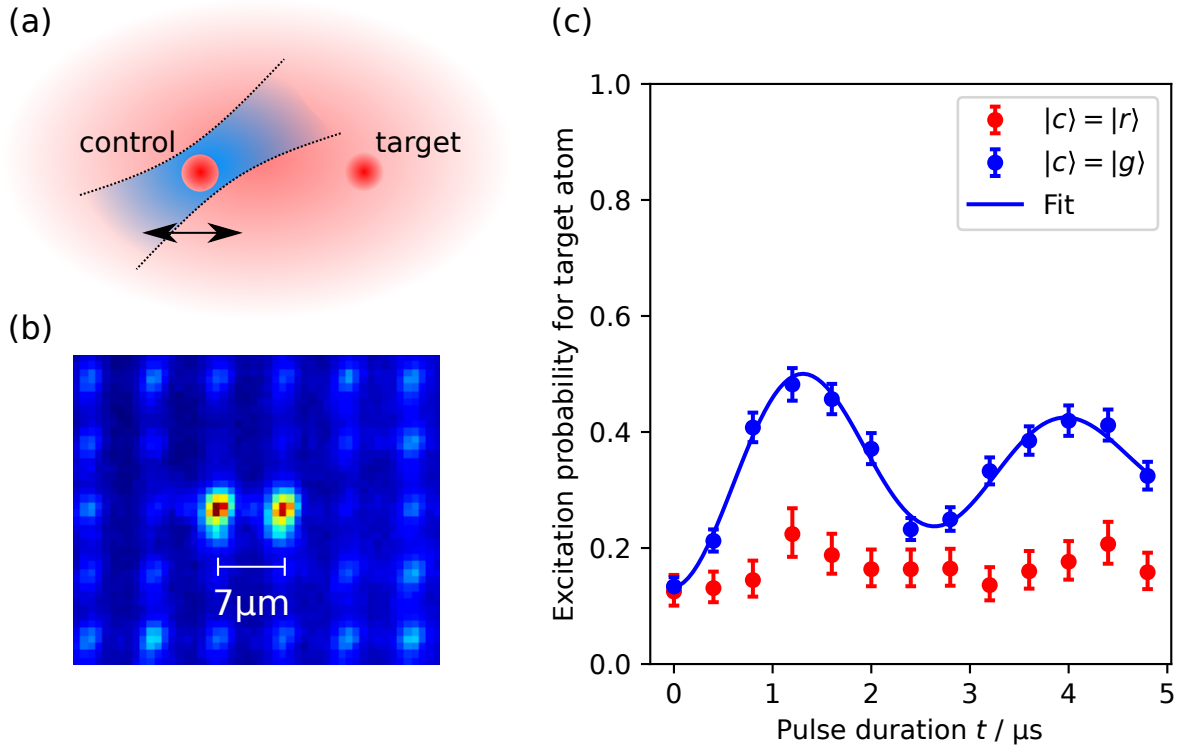 (a)
control
target
(b)
7μm
(c)
Excitation probability for target atom
1.0
0.8
0.6
0.4
0.2
0.0
|c⟩ = |r⟩
|c⟩ = |g⟩
Fit
0 1 2 3 4 5
Pulse duration t / μs